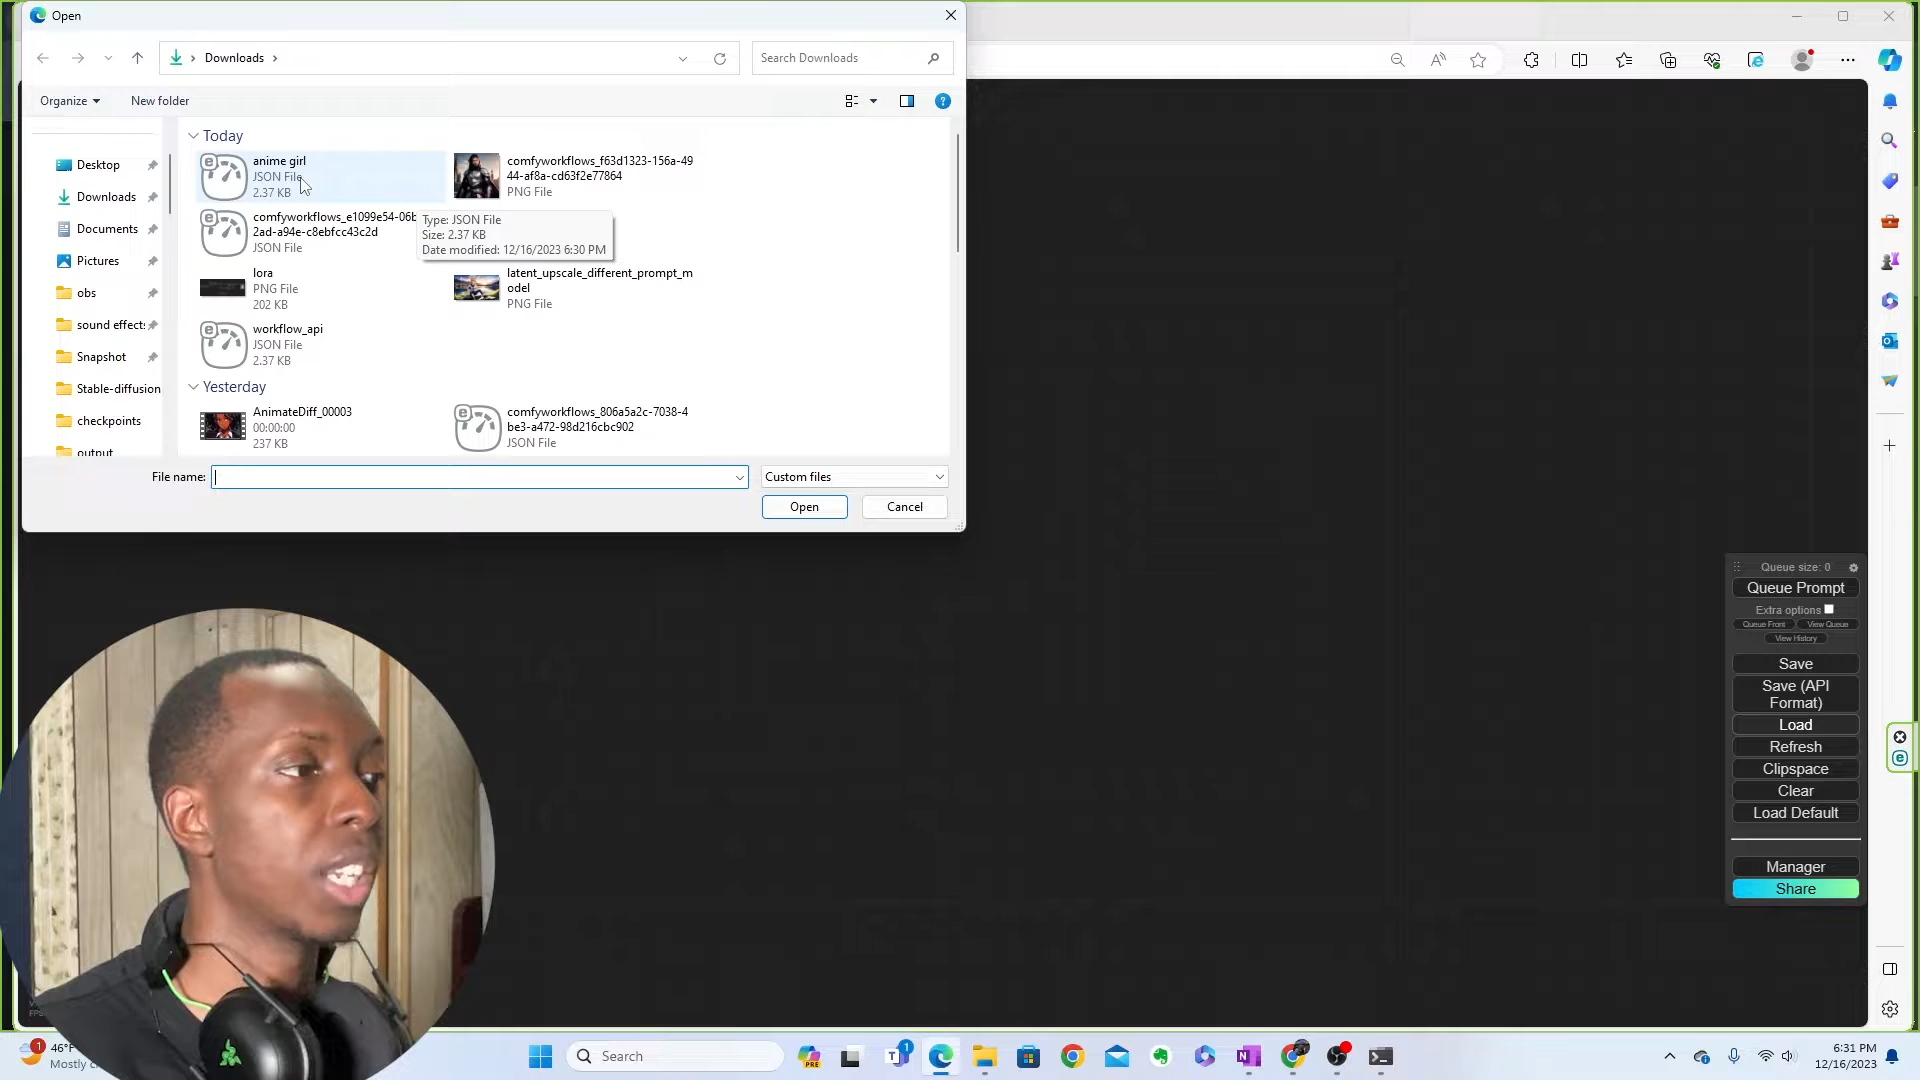 Open
Downloads
Search Downloads
Organize
New folder
Today
anime girl
JSON File
2.37 KB
comfyworkflows_f63d1323-156a-49
44-af8a-cd63f2e77864
PNG File
comfyworkflows_e1099e54-06b
2ad-a94e-c8ebfcc43c2d
JSON File
Type: JSON File
Size: 2.37 KB
Date modified: 12/16/2023 6:30 PM
lora
PNG File
202 KB
latent_upscale_different_prompt_m
odel
PNG File
workflow_api
JSON File
2.37 KB
Yesterday
AnimateDiff_00003
00:00:00
237 KB
comfyworkflows_806a5a2c-7038-4
be3-a472-98d216cbc902
JSON File
Desktop
Downloads
Documents
Pictures
obs
sound effects
Snapshot
Stable-diffusion
checkpoints
output
File name:
Custom files
Open
Cancel
Queue size: 0
Queue Prompt
Extra options
Queue Front
View Queue
View History
Save
Save (API
Format)
Load
Refresh
Clipspace
Clear
Load Default
Manager
Share
1
46°F
Mostly c
Search
PRE
1
6:31 PM
12/16/2023